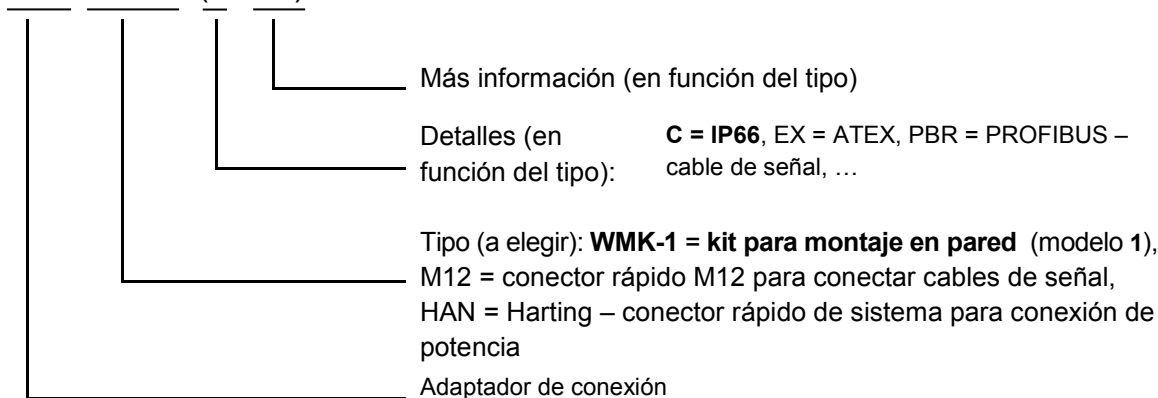 Más información (en función del tipo)
Detalles (en función del tipo):
C = IP66, EX = ATEX, PBR = PROFIBUS –
cable de señal, …
Tipo (a elegir): WMK-1 = kit para montaje en pared (modelo 1),
M12 = conector rápido M12 para conectar cables de señal,
HAN = Harting – conector rápido de sistema para conexión de
potencia
Adaptador de conexión